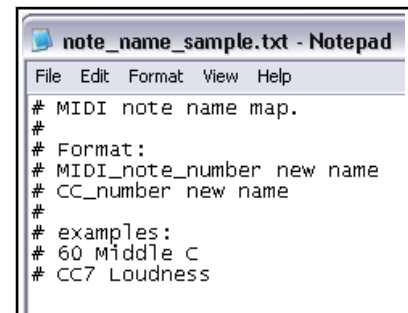 note_name_sample.txt - Notepad
File Edit Format View Help
# MIDI note name map.
#
# Format:
# MIDI_note_number new name
# CC_number new name
#
# examples:
# 60 Middle C
# CC7 Loudness